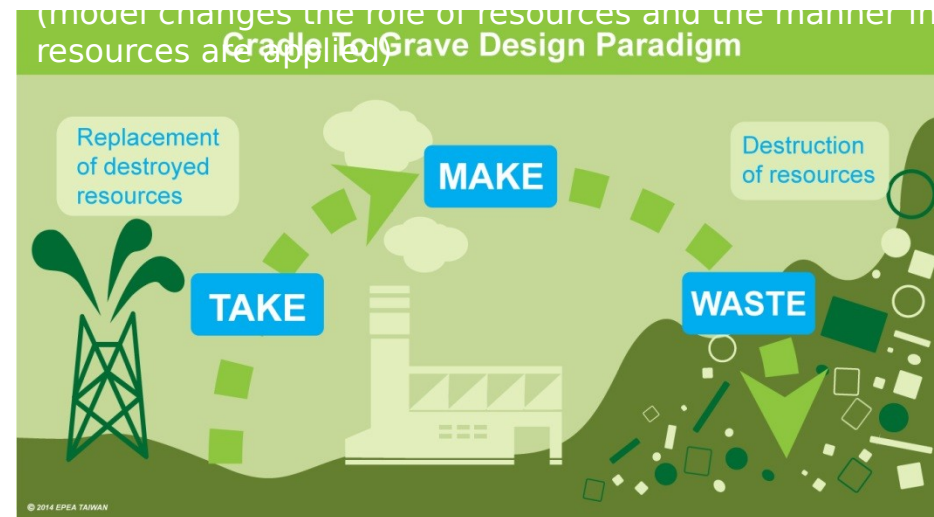 (model changes the role of resources and the manner in
resources are applied)
Cradle To Grave Design Paradigm
Replacement
of destroyed
resources
MAKE
Destruction
of resources
TAKE
WASTE
© 2014 EPEA TAIWAN